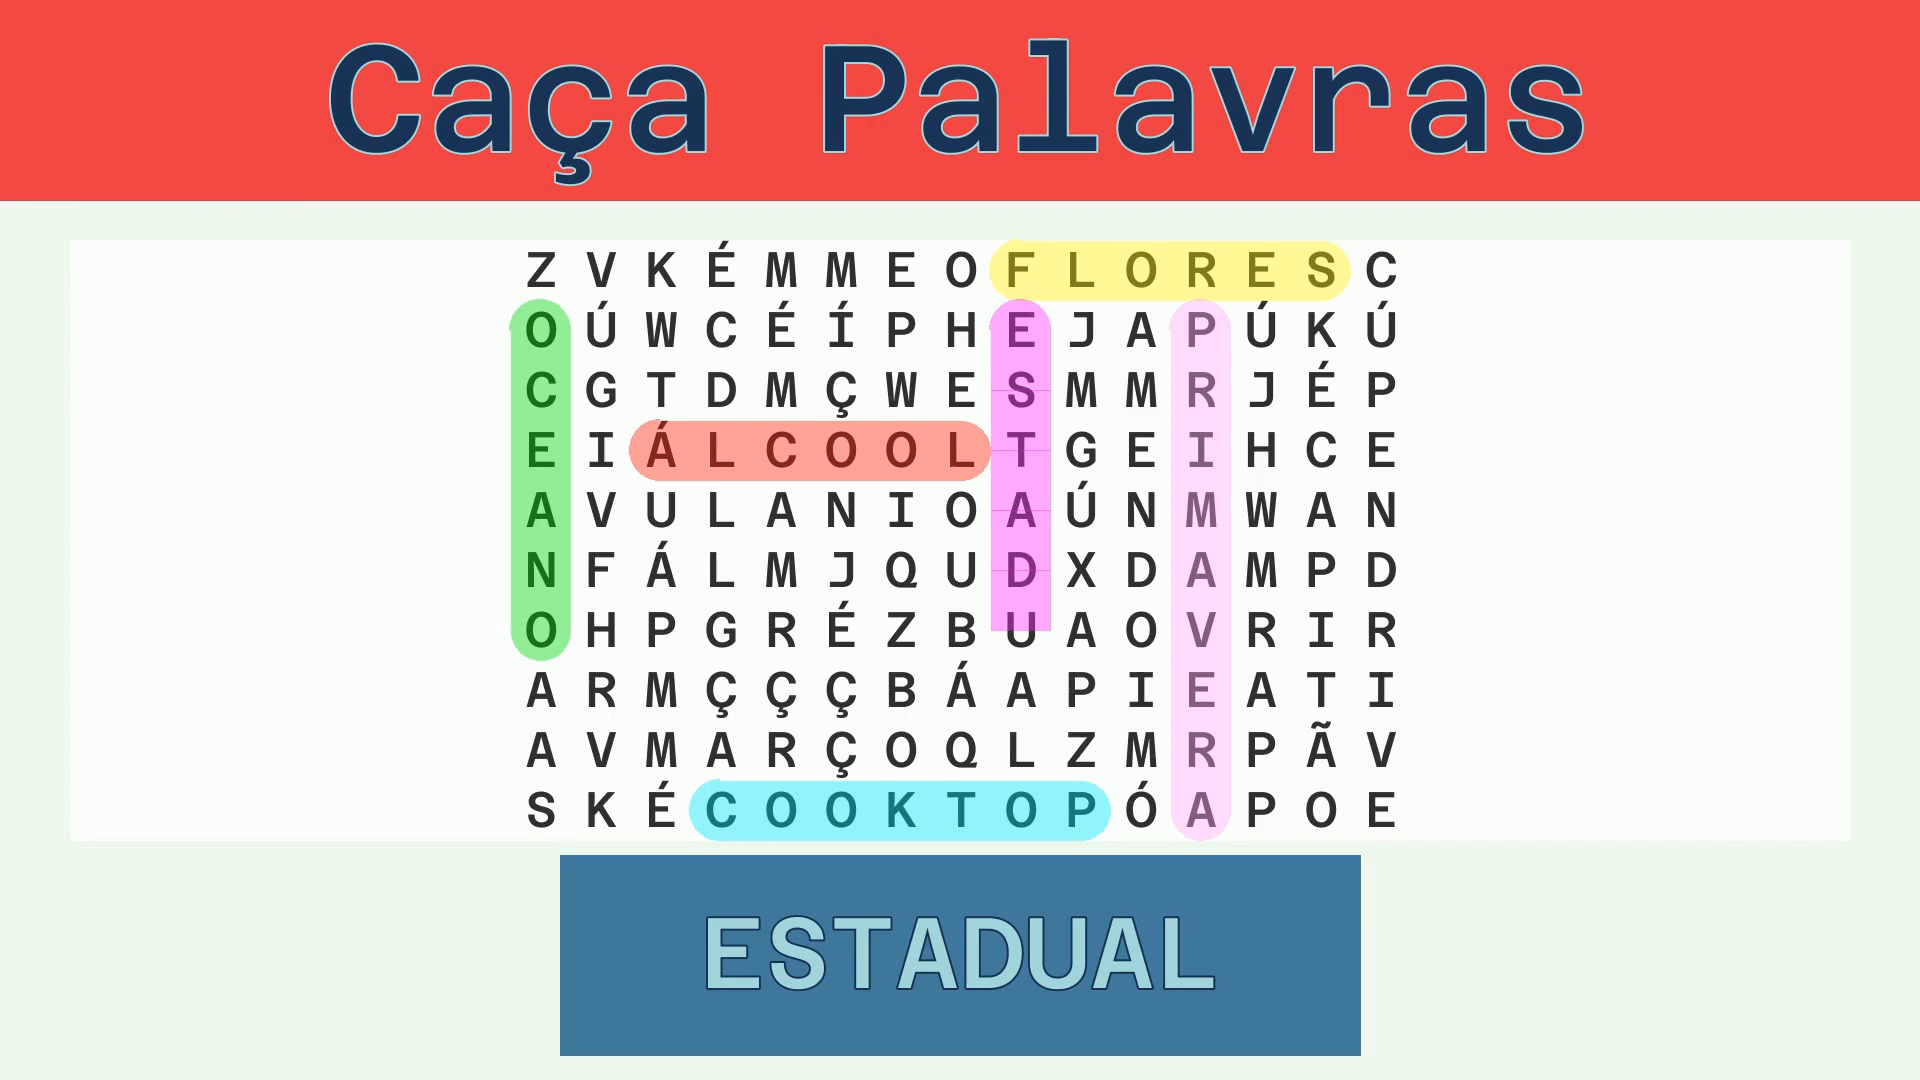 Caça Palavras
Z V K É M M E O F L O R E S C
O Ú W C É Í P H E J A P Ú K Ú
C G T D M Ç W E S M M R J É P
E I Á L C O O L T G E I H C E
A V U L A N I O A Ú N M W A N
N F Á L M J Q U D X D A M P D
O H P G R É Z B U A O V R I R
A R M Ç Ç Ç B Á A P I E A T I
A V M A R Ç O Q L Z M R P Ã V
S K É C O O K T O P Ó A P O E
ESTADUAL